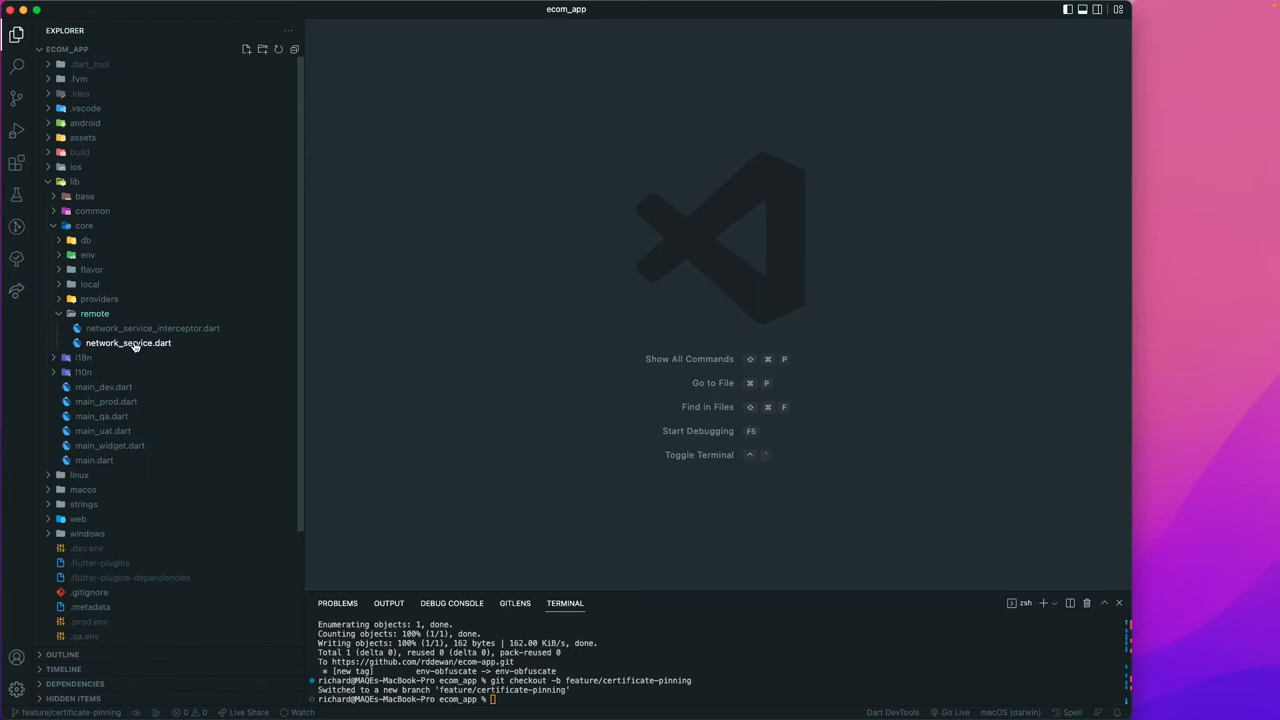 ecom_app
EXPLORER
ECOM_APP
.dart_tool
.fvm
.idea
.vscode
android
assets
build
ios
lib
base
common
core
db
env
flavor
local
providers
remote
network_service_interceptor.dart
network_service.dart
i18n
l10n
main_dev.dart
main_prod.dart
main_qa.dart
main_uat.dart
main_widget.dart
main.dart
linux
macos
strings
web
windows
.dev.env
.flutter-plugins
.flutter-plugins-dependencies
.gitignore
.metadata
.prod.env
.qa.env
OUTLINE
TIMELINE
DEPENDENCIES
HIDDEN ITEMS
Show All Commands ⇧ ⌘ P
Go to File ⌘ P
Find in Files ⇧ ⌘ F
Start Debugging F5
Toggle Terminal ^ `
PROBLEMS OUTPUT DEBUG CONSOLE GITLENS TERMINAL zsh
Enumerating objects: 1, done.
Counting objects: 100% (1/1), done.
Writing objects: 100% (1/1), 162 bytes | 162.00 KiB/s, done.
Total 1 (delta 0), reused 0 (delta 0), pack-reused 0
To https://github.com/rddewan/ecom-app.git
* [new tag] env-obfuscate -> env-obfuscate
richard@MAQEs-MacBook-Pro ecom_app % git checkout -b feature/certificate-pinning
Switched to a new branch 'feature/certificate-pinning'
richard@MAQEs-MacBook-Pro ecom_app %
feature/certificate-pinning 0 0 Live Share Watch Dart DevTools Go Live macOS (darwin) Spell